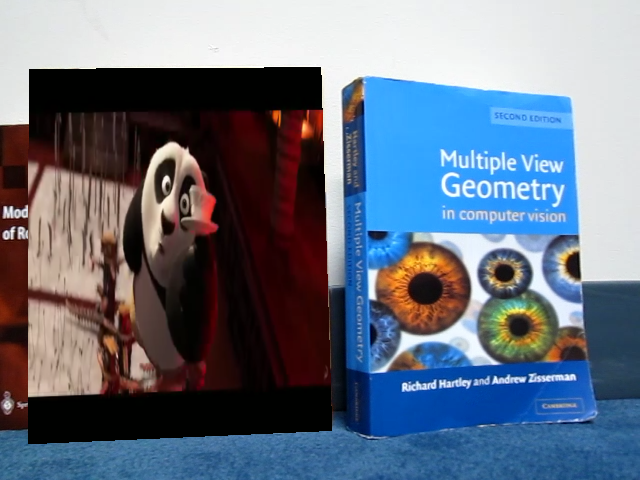 Mod
of Ro
Hartley and
Zisserman
Multiple View Geometry
SECOND EDITION
Multiple View
Geometry
in computer vision
Richard Hartley and Andrew Zisserman
CAMBRIDGE